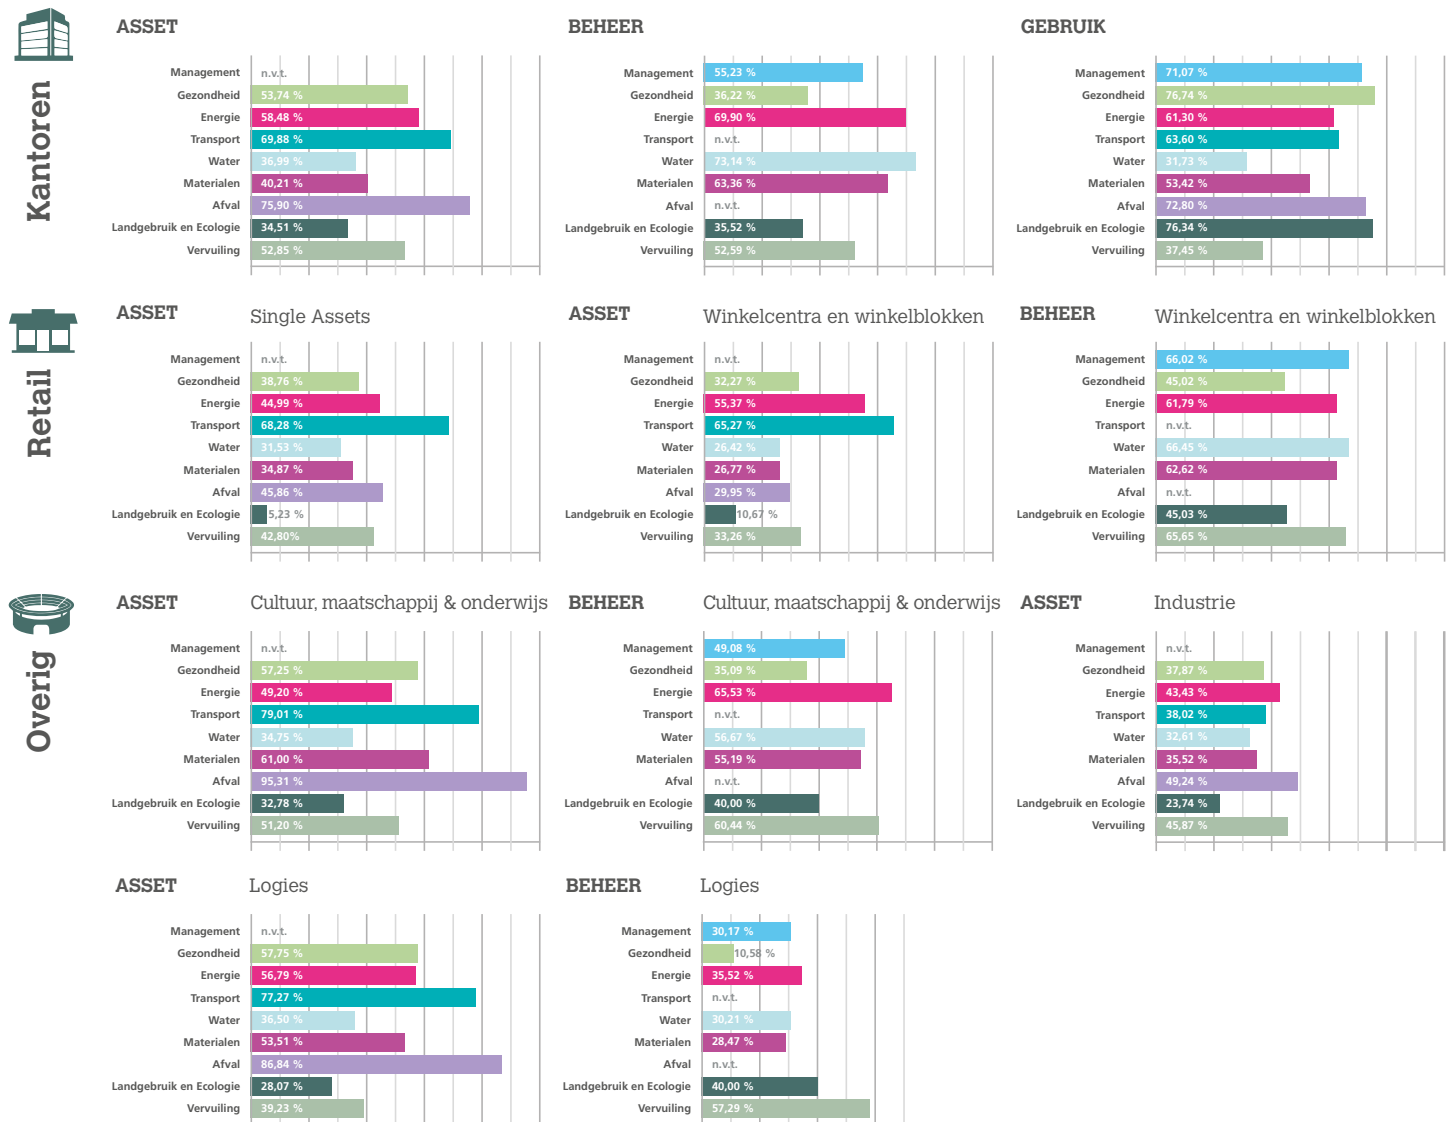 Kantoren
ASSET
Management n.v.t.
Gezondheid 53,74 %
Energie 58,48 %
Transport 69,88 %
Water 36,99 %
Materialen 40,21 %
Afval 75,90 %
Landgebruik en Ecologie 34,51 %
Vervuiling 52,85 %
BEHEER
Management 55,23 %
Gezondheid 36,22 %
Energie 69,90 %
Transport n.v.t.
Water 73,14 %
Materialen 63,36 %
Afval n.v.t.
Landgebruik en Ecologie 35,52 %
Vervuiling 52,59 %
GEBRUIK
Management 71,07 %
Gezondheid 76,74 %
Energie 61,30 %
Transport 63,60 %
Water 31,73 %
Materialen 53,42 %
Afval 72,80 %
Landgebruik en Ecologie 76,34 %
Vervuiling 37,45 %
Retail
ASSET Single Assets
Management n.v.t.
Gezondheid 38,76 %
Energie 44,99 %
Transport 68,28 %
Water 31,53 %
Materialen 34,87 %
Afval 45,86 %
Landgebruik en Ecologie 5,23 %
Vervuiling 42,80%
ASSET Winkelcentra en winkelblokken
Management n.v.t.
Gezondheid 32,27 %
Energie 55,37 %
Transport 65,27 %
Water 26,42 %
Materialen 26,77 %
Afval 29,95 %
Landgebruik en Ecologie 10,67 %
Vervuiling 33,26 %
BEHEER Winkelcentra en winkelblokken
Management 66,02 %
Gezondheid 45,02 %
Energie 61,79 %
Transport n.v.t.
Water 66,45 %
Materialen 62,62 %
Afval n.v.t.
Landgebruik en Ecologie 45,03 %
Vervuiling 65,65 %
Overig
ASSET Cultuur, maatschappij & onderwijs
Management n.v.t.
Gezondheid 57,25 %
Energie 49,20 %
Transport 79,01 %
Water 34,75 %
Materialen 61,00 %
Afval 95,31 %
Landgebruik en Ecologie 32,78 %
Vervuiling 51,20 %
BEHEER Cultuur, maatschappij & onderwijs
Management 49,08 %
Gezondheid 35,09 %
Energie 65,53 %
Transport n.v.t.
Water 56,67 %
Materialen 55,19 %
Afval n.v.t.
Landgebruik en Ecologie 40,00 %
Vervuiling 60,44 %
ASSET Industrie
Management n.v.t.
Gezondheid 37,87 %
Energie 43,43 %
Transport 38,02 %
Water 32,61 %
Materialen 35,52 %
Afval 49,24 %
Landgebruik en Ecologie 23,74 %
Vervuiling 45,87 %
ASSET Logies
Management n.v.t.
Gezondheid 57,75 %
Energie 56,79 %
Transport 77,27 %
Water 36,50 %
Materialen 53,51 %
Afval 86,84 %
Landgebruik en Ecologie 28,07 %
Vervuiling 39,23 %
BEHEER Logies
Management 30,17 %
Gezondheid 10,58 %
Energie 35,52 %
Transport n.v.t.
Water 30,21 %
Materialen 28,47 %
Afval n.v.t.
Landgebruik en Ecologie 40,00 %
Vervuiling 57,29 %